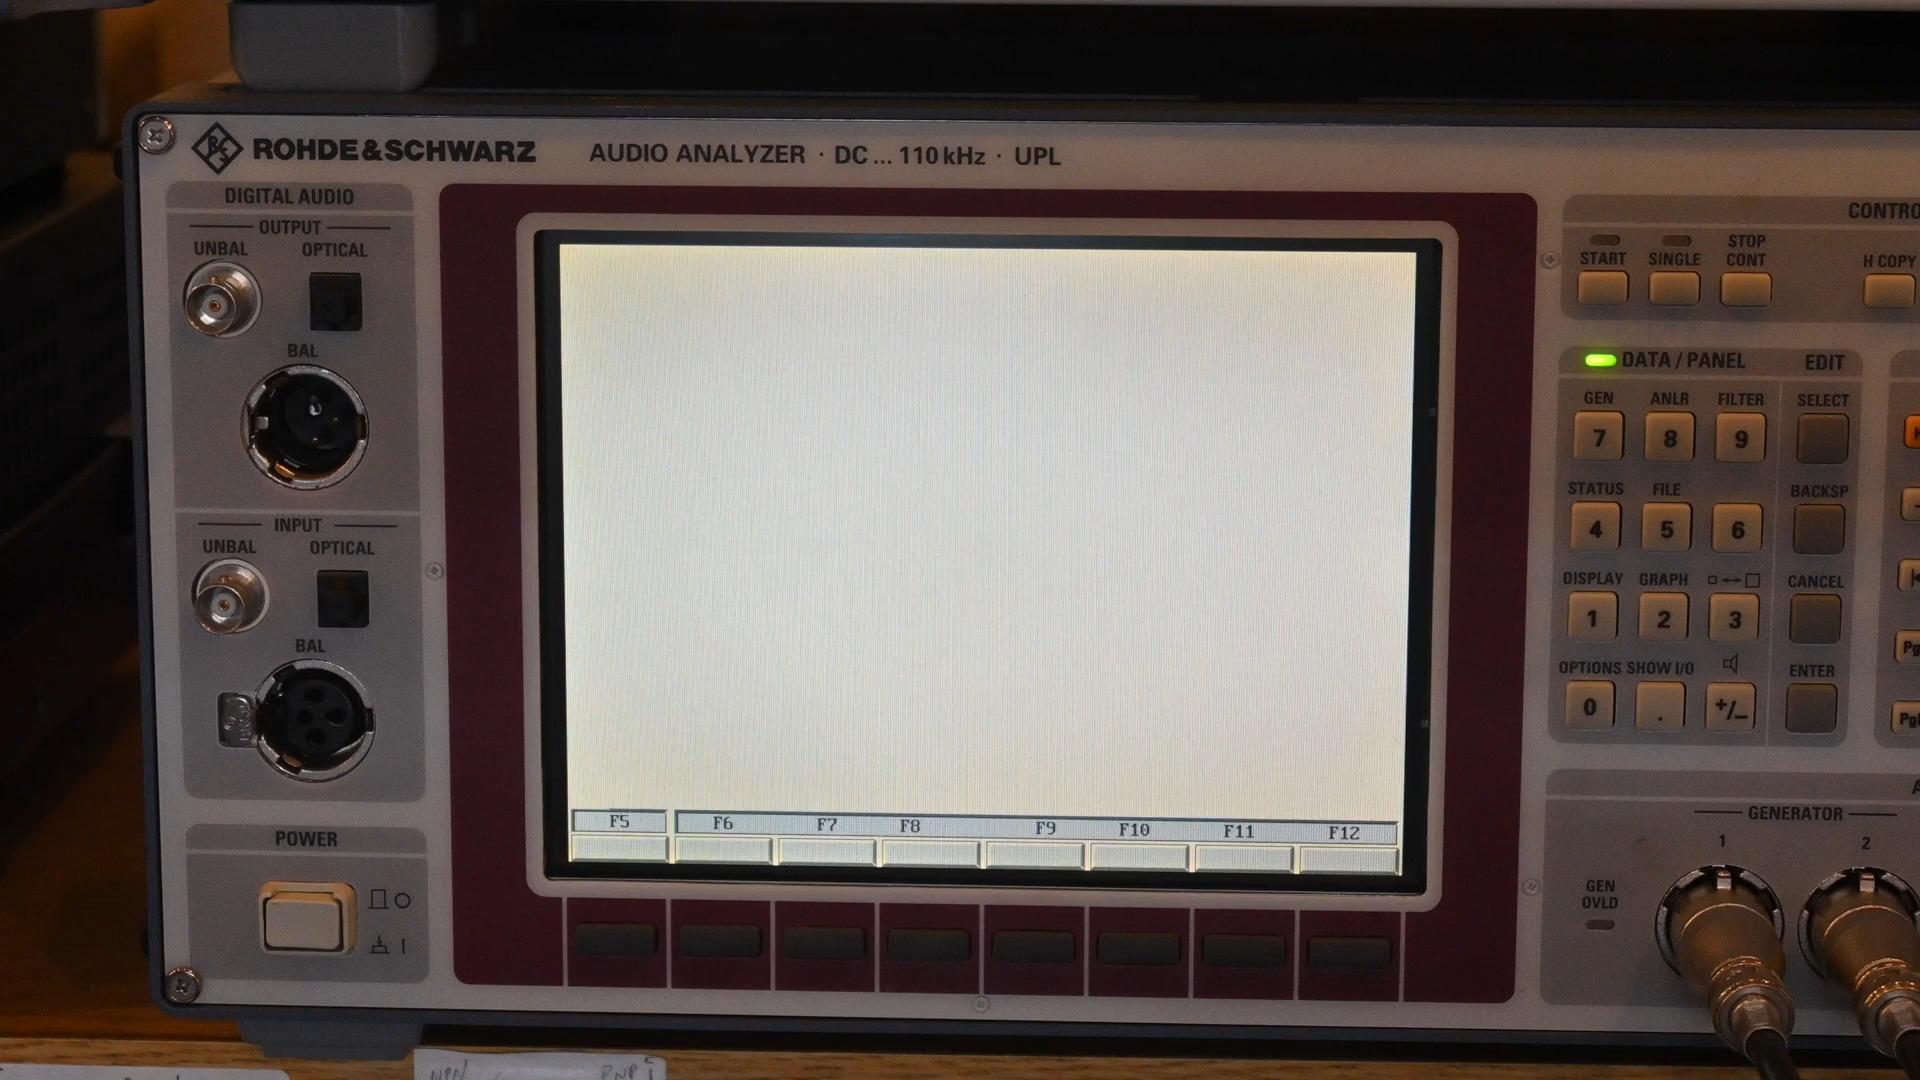 ROHDE&SCHWARZ AUDIO ANALYZER · DC ... 110 kHz · UPL
DIGITAL AUDIO
OUTPUT
UNBAL OPTICAL
BAL
INPUT
UNBAL OPTICAL
BAL
POWER
F5 F6 F7 F8 F9 F10 F11 F12
START SINGLE STOP CONT H COPY
DATA / PANEL EDIT
GEN ANLR FILTER SELECT
7 8 9
STATUS FILE BACKSP
4 5 6
DISPLAY GRAPH CANCEL
1 2 3
OPTIONS SHOW I/O ENTER
0 . +/-
GENERATOR
1 2
GEN
OVLD
NPN PNP